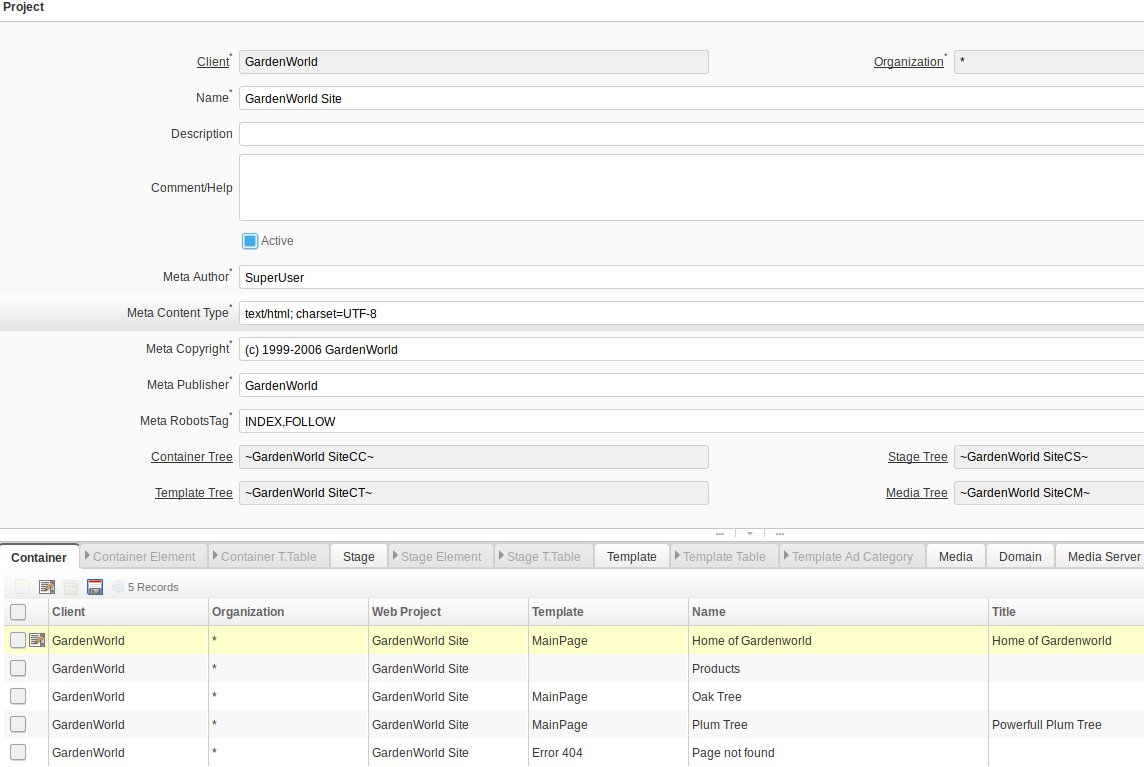 Project
Client* GardenWorld Organization* *
Name* GardenWorld Site
Description
Comment/Help
Active
Meta Author* SuperUser
Meta Content Type* text/html; charset=UTF-8
Meta Copyright* (c) 1999-2006 GardenWorld
Meta Publisher* GardenWorld
Meta RobotsTag* INDEX,FOLLOW
Container Tree ~GardenWorld SiteCC~ Stage Tree ~GardenWorld SiteCS~
Template Tree ~GardenWorld SiteCT~ Media Tree ~GardenWorld SiteCM~
Container Container Element Container T.Table Stage Stage Element Stage T.Table Template Template Table Template Ad Category Media Domain Media Server
5 Records
Client Organization Web Project Template Name Title
GardenWorld * GardenWorld Site MainPage Home of Gardenworld Home of Gardenworld
GardenWorld * GardenWorld Site Products
GardenWorld * GardenWorld Site MainPage Oak Tree
GardenWorld * GardenWorld Site MainPage Plum Tree Powerfull Plum Tree
GardenWorld * GardenWorld Site Error 404 Page not found